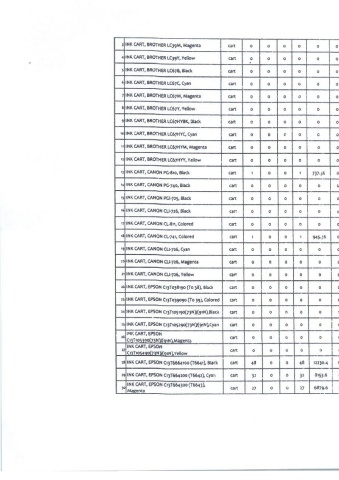 3 INK CART, BROTHER LC39M, Magenta cart 0 0 0 0 0 0
4 INK CART, BROTHER LC39Y, Yellow cart 0 0 0 0 0 0
5 INK CART, BROTHER LC67B, Black cart 0 0 0 0 0 0
6 INK CART, BROTHER LC67C, Cyan cart 0 0 0 0 0 0
7 INK CART, BROTHER LC67M, Magenta cart 0 0 0 0 0 0
8 INK CART, BROTHER LC67Y, Yellow cart 0 0 0 0 0 0
9 INK CART, BROTHER LC67HYBK, Black cart 0 0 0 0 0 0
10 INK CART, BROTHER LC67HYC, Cyan cart 0 0 0 0 0
11 INK CART, BROTHER LC67HYM, Magenta cart 0 0 0 0 0 0
12 INK CART, BROTHER LC67HYY, Yellow cart 0 0 0 0 0 0
13 INK CART, CANON PG-810, Black cart 1 0 0 1 737.36 0
14 INK CART, CANON PG-740, Black cart 0 0 0 0 0
15 INK CART, CANON PGI-725, Black cart 0 0 0 0 0
16 INK CART, CANON CLI-726, Black cart 0 0 0 0 0
17 INK CART, CANON CL-811, Colored cart 0 0 0 0 0
18 INK CART, CANON CL-741, Colored cart 1 0 0 1 945.76
19 INK CART, CANON CLI-726, Cyan cart 0 0 0 0 0
20 INK CART, CANON CLI-726, Magenta cart 0 0 0 0 0
21 INK CART, CANON CLI-726, Yellow cart 0 0 0 0 0
22 INK CART, EPSON C13T038190 (To 38), Black cart 0 0 0 0 0
23 INK CART, EPSON C13T039090 (To 39), Colored cart 0 0 0 0 0
24 INK CART, EPSON C13T105190(73N)(91N),Black cart 0 0 0 0 0
25 INK CART, EPSON C13T105290(73N)(91N),Cyan cart 0 0 0 0 0
26 INK CART, EPSON
C13T105390(73N)(91N),Magenta cart 0 0 0 0 0
27 INK CART, EPSON
C13T105490(73N)(91N),Yellow cart 0 0 0 0 0
28 INK CART, EPSON C13T664100 (T6641), Black cart 48 0 0 48 12230.4
29 INK CART, EPSON C13T664200 (T6642), Cyan cart 32 0 0 32 8153.6
30 INK CART, EPSON C13T664300 (T6643),
Magenta cart 27 0 0 27 6879.6